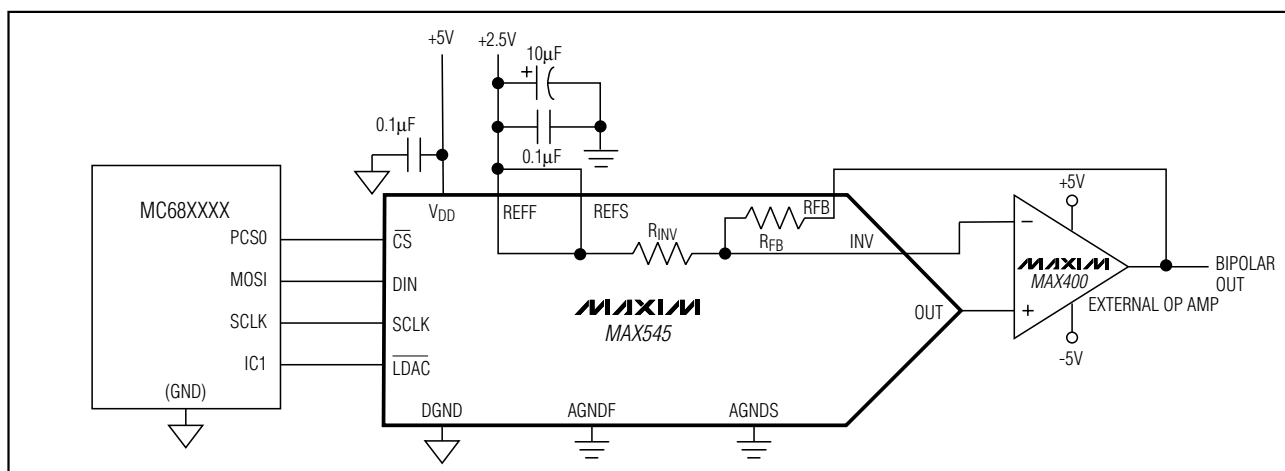 +5V
+2.5V
10µF
+
0.1µF
0.1µF
MC68XXXX
PCS0
MOSI
SCLK
IC1
(GND)
VDD
REFF
REFS
RFB
RINV
RFB
INV
CS
DIN
SCLK
LDAC
MAXIM
MAX545
OUT
DGND
AGNDF
AGNDS
+5V
−
MAXIM
MAX400
EXTERNAL OP AMP
+
-5V
BIPOLAR
OUT